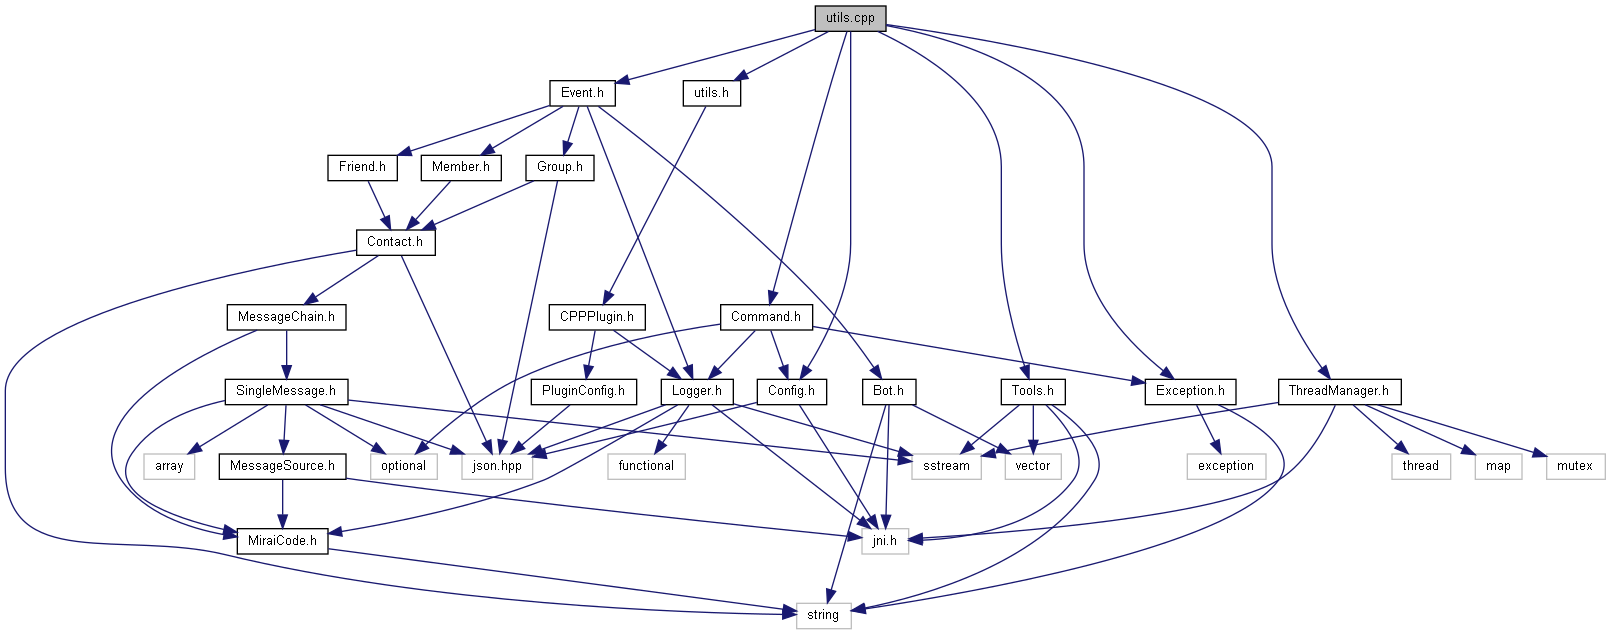 utils.cpp
Event.h
utils.h
Friend.h
Member.h
Group.h
Contact.h
MessageChain.h
CPPPlugin.h
Command.h
SingleMessage.h
PluginConfig.h
Logger.h
Config.h
Bot.h
Tools.h
Exception.h
ThreadManager.h
array
MessageSource.h
optional
json.hpp
functional
sstream
vector
exception
thread
map
mutex
MiraiCode.h
jni.h
string